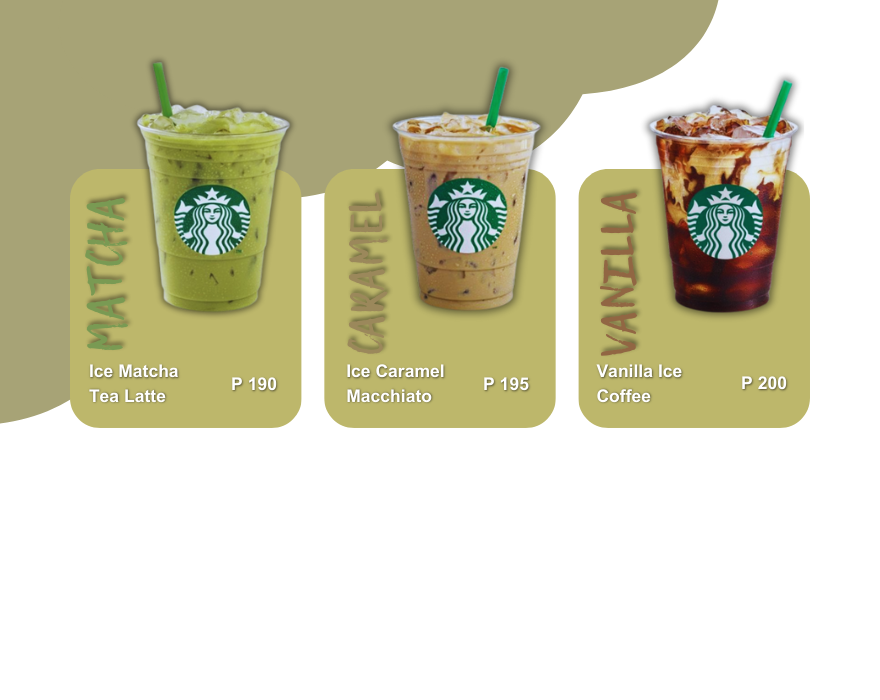 MATCHA
Ice Matcha
Tea Latte
P 190
CARAMEL
Ice Caramel
Macchiato
P 195
VANILLA
Vanilla Ice
Coffee
P 200